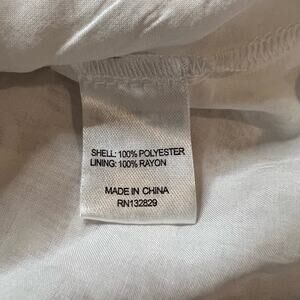 SHELL: 100% POLYESTER
LINING: 100% RAYON
MADE IN CHINA
RN132829